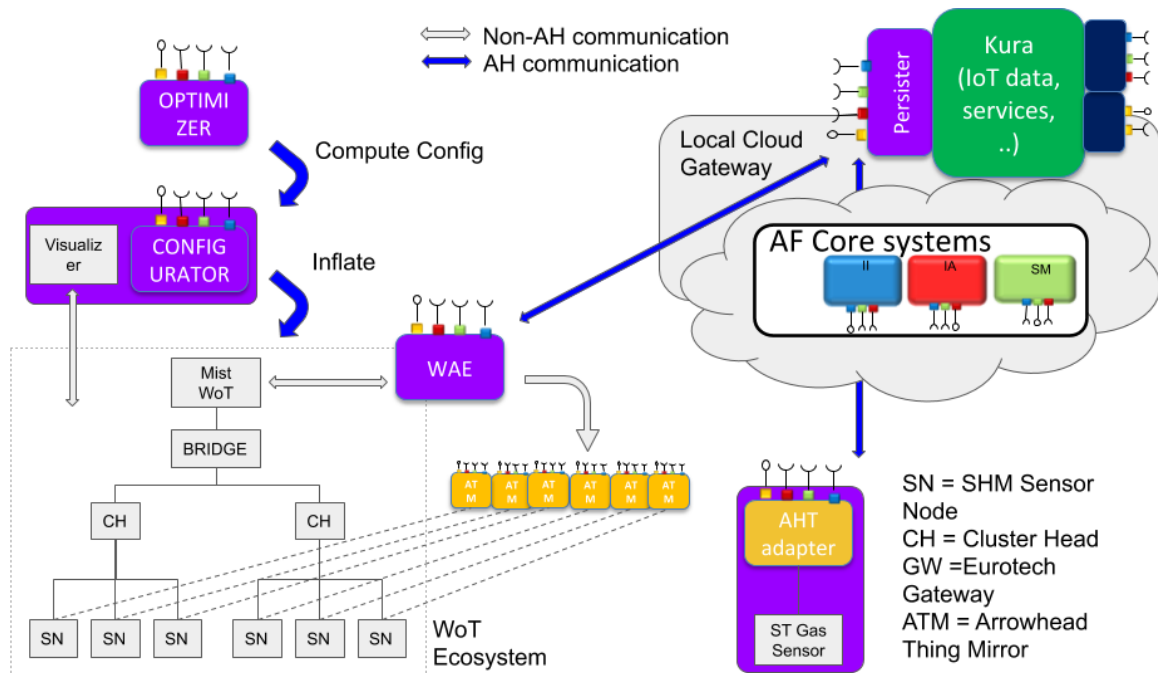 Non-AH communication
AH communication
OPTIMI
ZER
Compute Config
Visualiz
er
CONFIG
URATOR
Inflate
Persister
Kura
(IoT data,
services,
..)
Local Cloud
Gateway
AF Core systems
II
IA
SM
WAE
Mist
WoT
BRIDGE
CH
CH
SN
SN
SN
SN
SN
SN
AT
M
AT
M
AT
M
AT
M
AT
M
AT
M
WoT
Ecosystem
AHT
adapter
ST Gas
Sensor
SN = SHM Sensor
Node
CH = Cluster Head
GW =Eurotech
Gateway
ATM = Arrowhead
Thing Mirror